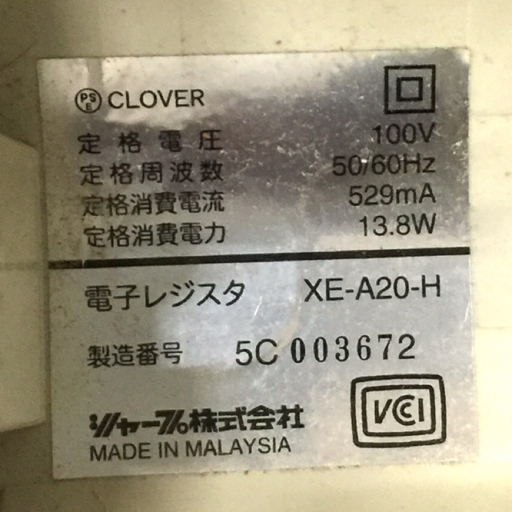 PS
E CLOVER
定格電圧 100V
定格周波数 50/60Hz
定格消費電流 529mA
定格消費電力 13.8W
電子レジスタ XE-A20-H
製造番号 5C 003672
シャープ株式会社
MADE IN MALAYSIA
VCCI